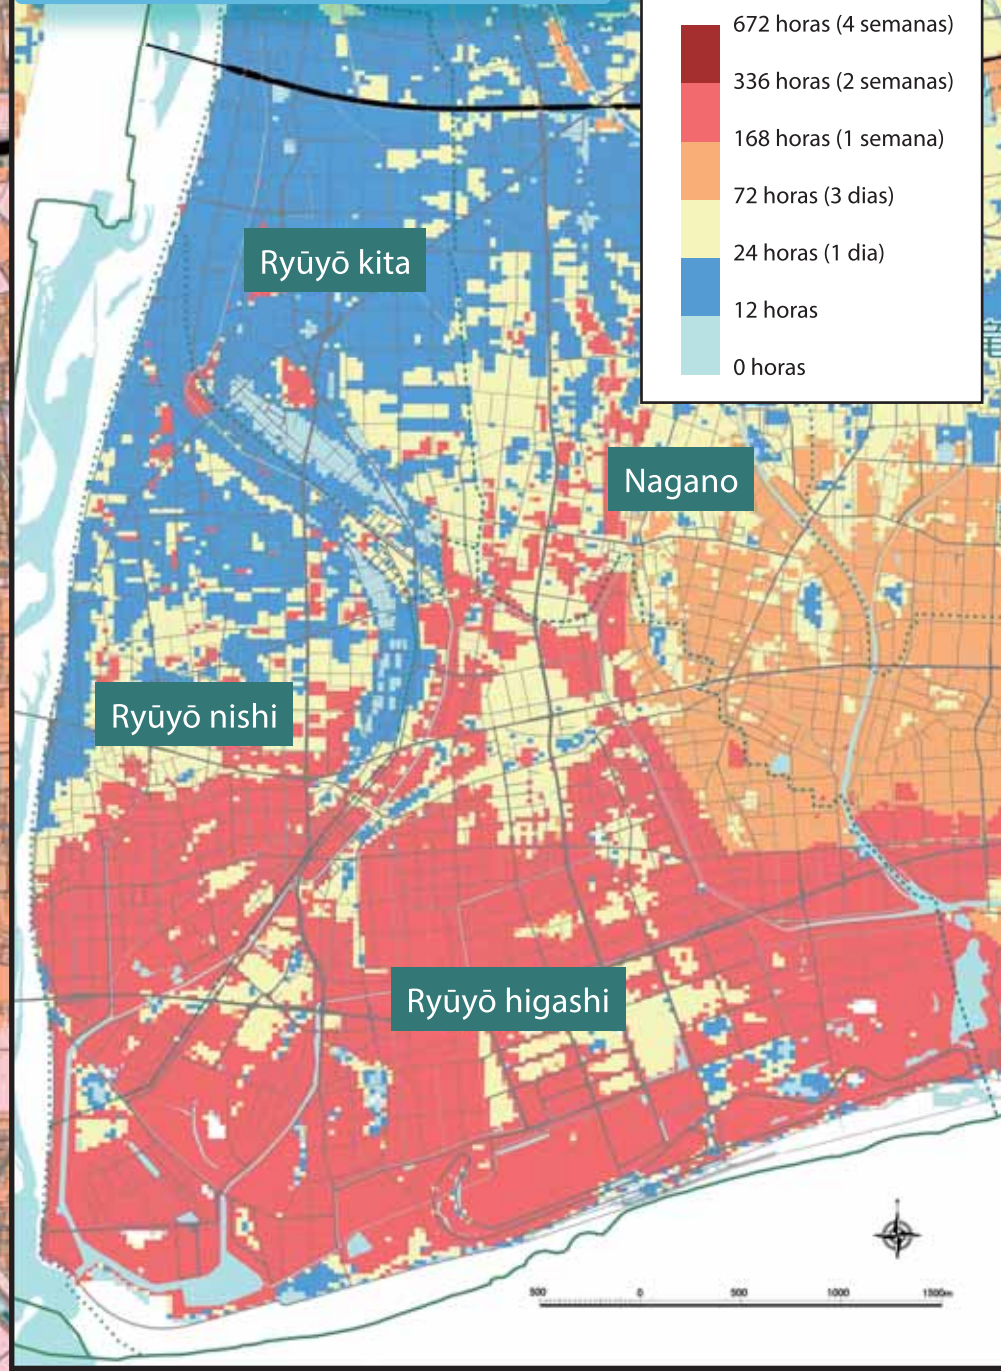 672 horas (4 semanas)
336 horas (2 semanas)
168 horas (1 semana)
72 horas (3 dias)
24 horas (1 dia)
12 horas
0 horas
Ryūyō kita
Nagano
Ryūyō nishi
Ryūyō higashi
500 0 500 1000 1500m